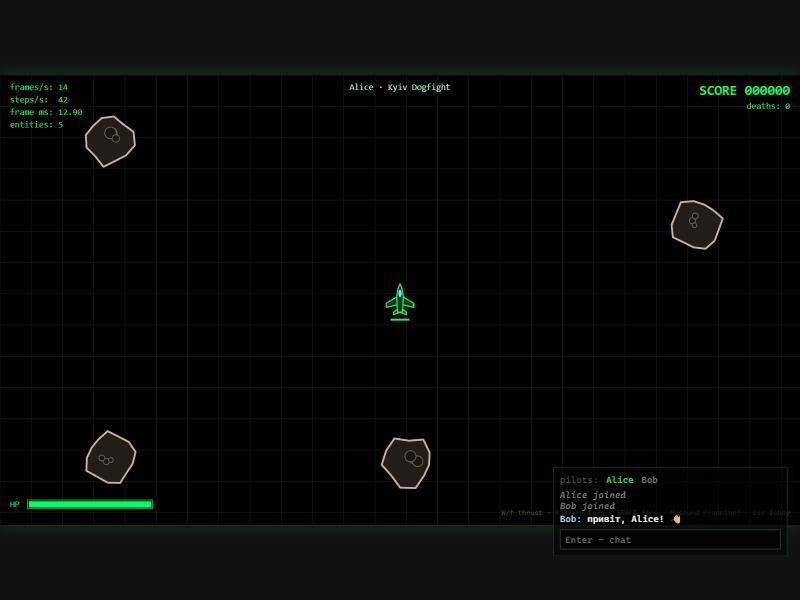 frames/s: 14
steps/s: 42
frame ms: 12.90
entities: 5
Alice · Kyiv Dogfight
SCORE 000000
deaths: 0
HP
W/↑ thrust —
pilots: Alice Bob
Alice joined
Bob joined
Bob: привіт, Alice! 👋
Enter — chat